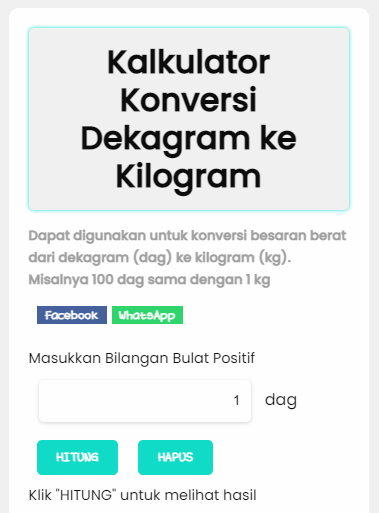 Kalkulator
Konversi
Dekagram ke
Kilogram
Dapat digunakan untuk konversi besaran berat
dari dekagram (dag) ke kilogram (kg).
Misalnya 100 dag sama dengan 1 kg
Facebook WhatsApp
Masukkan Bilangan Bulat Positif
1 dag
HITUNG HAPUS
Klik "HITUNG" untuk melihat hasil